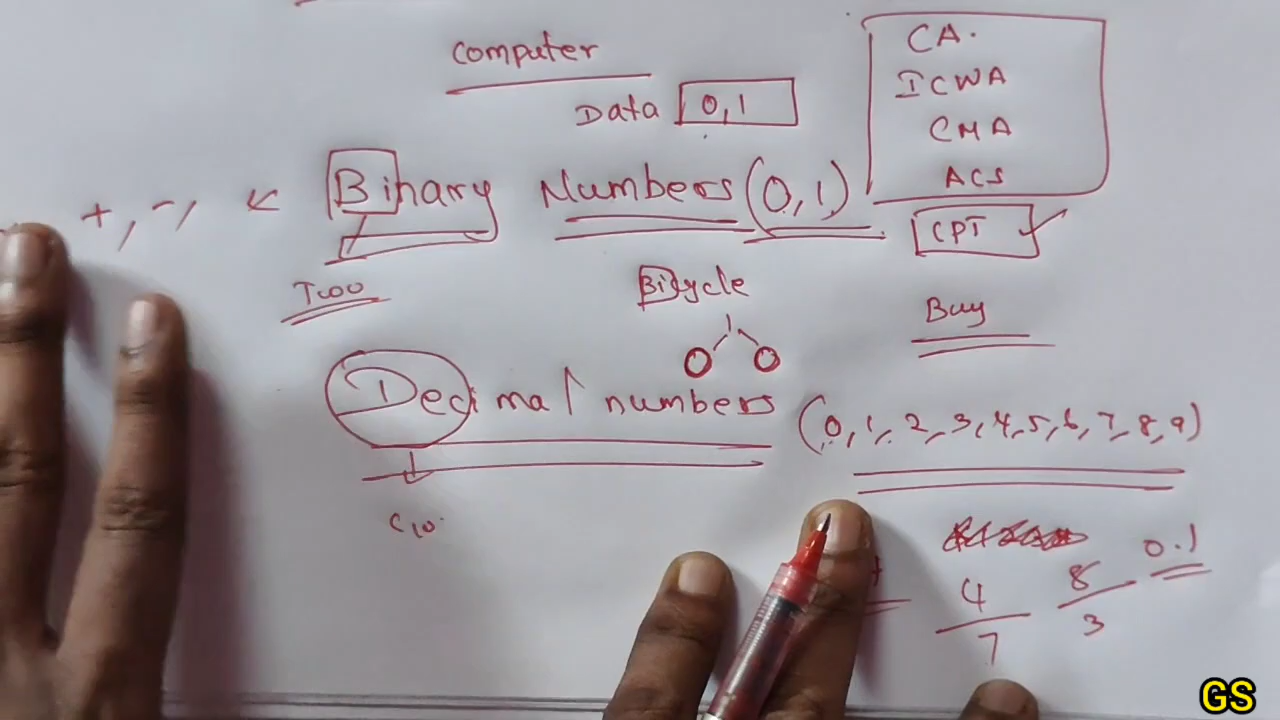 computer
Data 0,1
CA.
ICWA
CMA
ACS
+, -, < Binary Numbers (0,1)
CPT ✓
Two
Bicycle
Buy
Decimal numbers (0,1,2,3,4,5,6,7,8,9)
4/7 8/3 0.1
GS